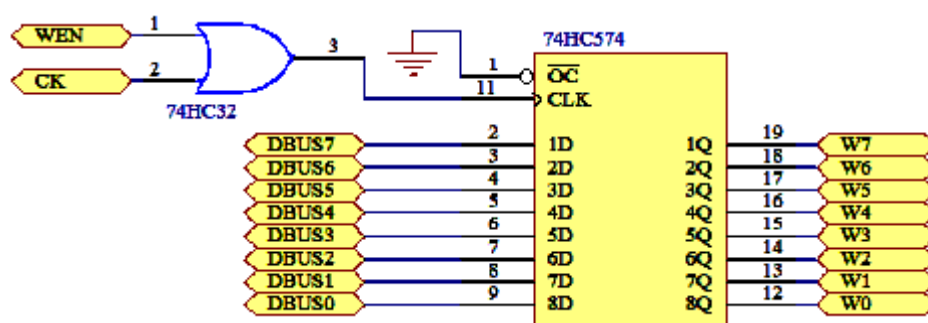 WEN 1 3 74HC574
CK 2 1 OC
74HC32 11 CLK
DBUS7 2 1D 1Q 19 W7
DBUS6 3 2D 2Q 18 W6
DBUS5 4 3D 3Q 17 W5
DBUS4 5 4D 4Q 16 W4
DBUS3 6 5D 5Q 15 W3
DBUS2 7 6D 6Q 14 W2
DBUS1 8 7D 7Q 13 W1
DBUS0 9 8D 8Q 12 W0